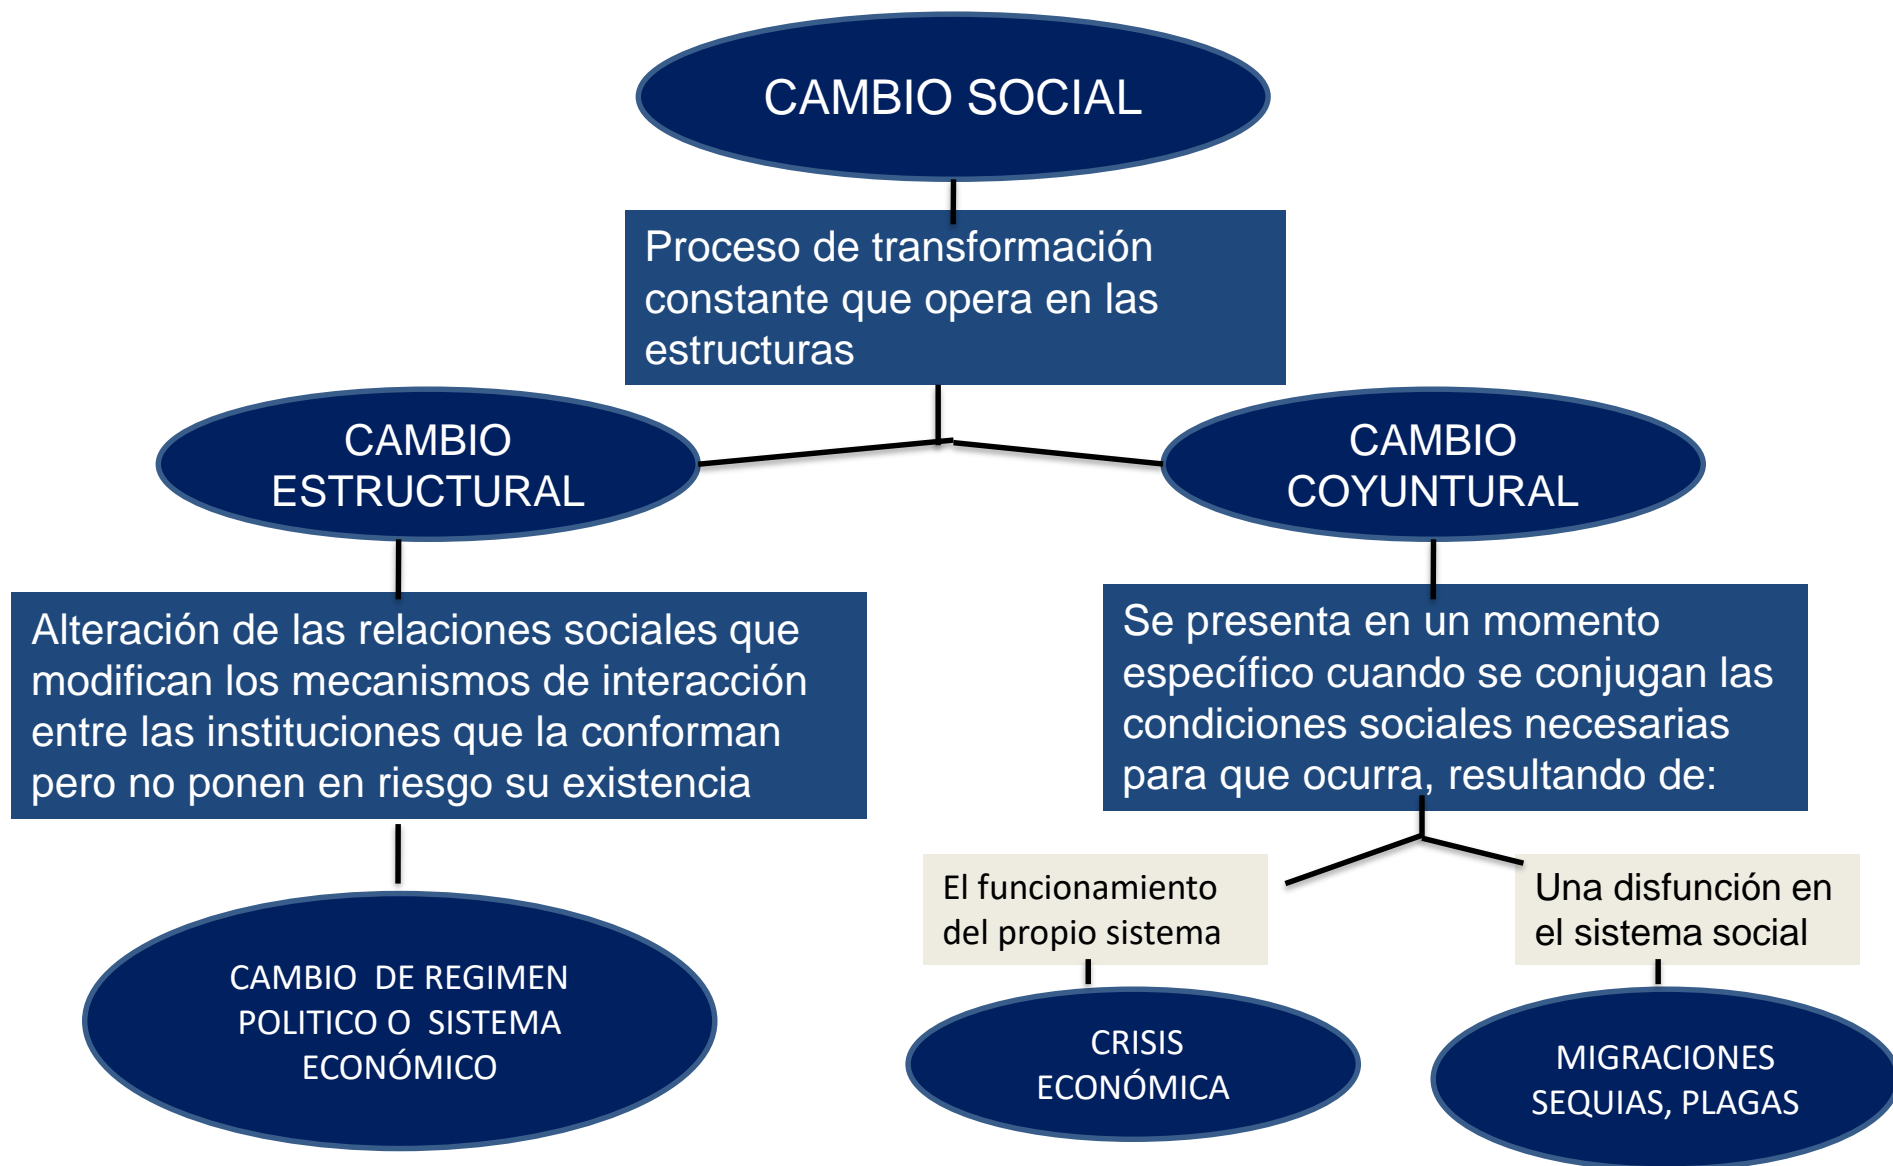 CAMBIO SOCIAL
Proceso de transformación
constante que opera en las
estructuras
CAMBIO
ESTRUCTURAL
CAMBIO
COYUNTURAL
Alteración de las relaciones sociales que
modifican los mecanismos de interacción
entre las instituciones que la conforman
pero no ponen en riesgo su existencia
Se presenta en un momento
específico cuando se conjugan las
condiciones sociales necesarias
para que ocurra, resultando de:
El funcionamiento
del propio sistema
Una disfunción en
el sistema social
CAMBIO DE REGIMEN
POLITICO O SISTEMA
ECONÓMICO
CRISIS
ECONÓMICA
MIGRACIONES
SEQUIAS, PLAGAS